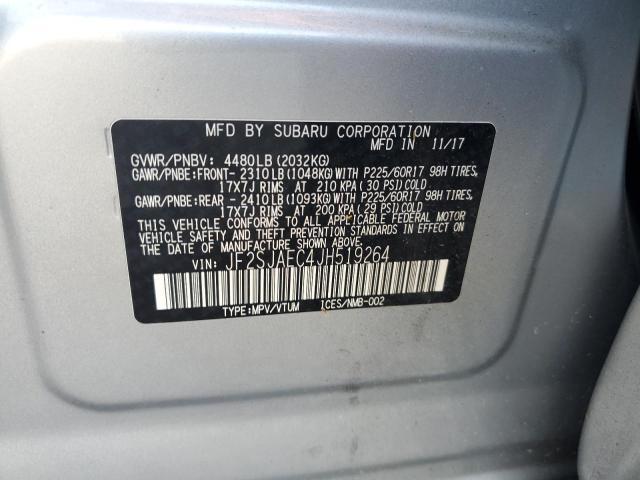 MFD BY SUBARU CORPORATION
MFD IN 11/17
GVWR/PNBV: 4480LB (2032KG)
GAWR/PNBE:FRONT- 2310LB (1048KG)WITH P225/60R17 98H TIRES,
17X7J RIMS AT 210 KPA (30 PSI)COLD
GAWR/PNBE:REAR - 2410LB (1093KG)WITH P225/60R17 98H TIRES,
17X7J RIMS AT 200 KPA (29 PSI)COLD
THIS VEHICLE CONFORMS TO ALL APPLICABLE FEDERAL MOTOR
VEHICLE SAFETY AND THEFT PREVENTION STANDARDS IN EFFECT
ON THE DATE OF MANUFACTURE SHOWN ABOVE.
VIN: JF2SJAEC4JH519264
TYPE:MPV/VTUM ICES/NMB-002